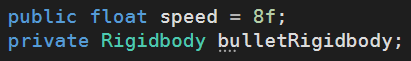 public float speed = 8f;
private Rigidbody bulletRigidbody;